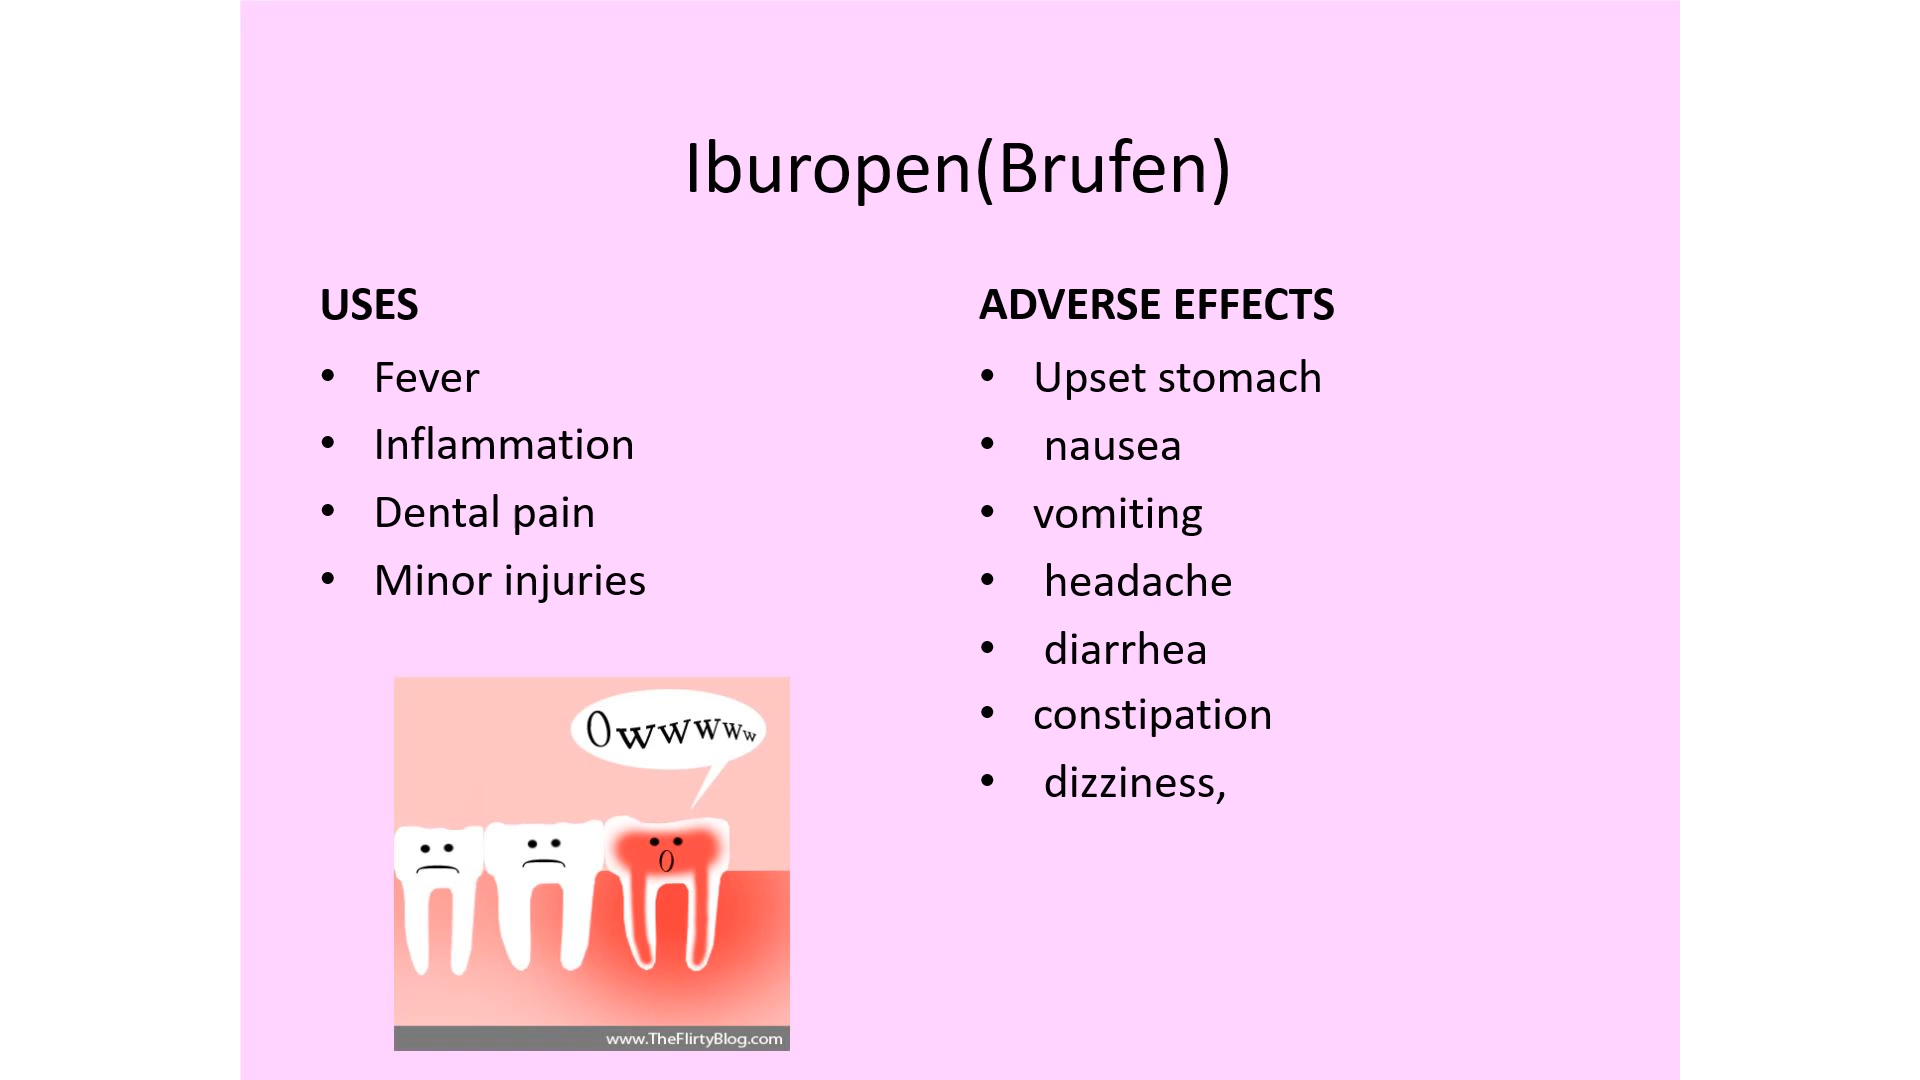 Iburopen(Brufen)
USES
• Fever
• Inflammation
• Dental pain
• Minor injuries
Owwwww
www.TheFlirtyBlog.com
ADVERSE EFFECTS
• Upset stomach
• nausea
• vomiting
• headache
• diarrhea
• constipation
• dizziness,